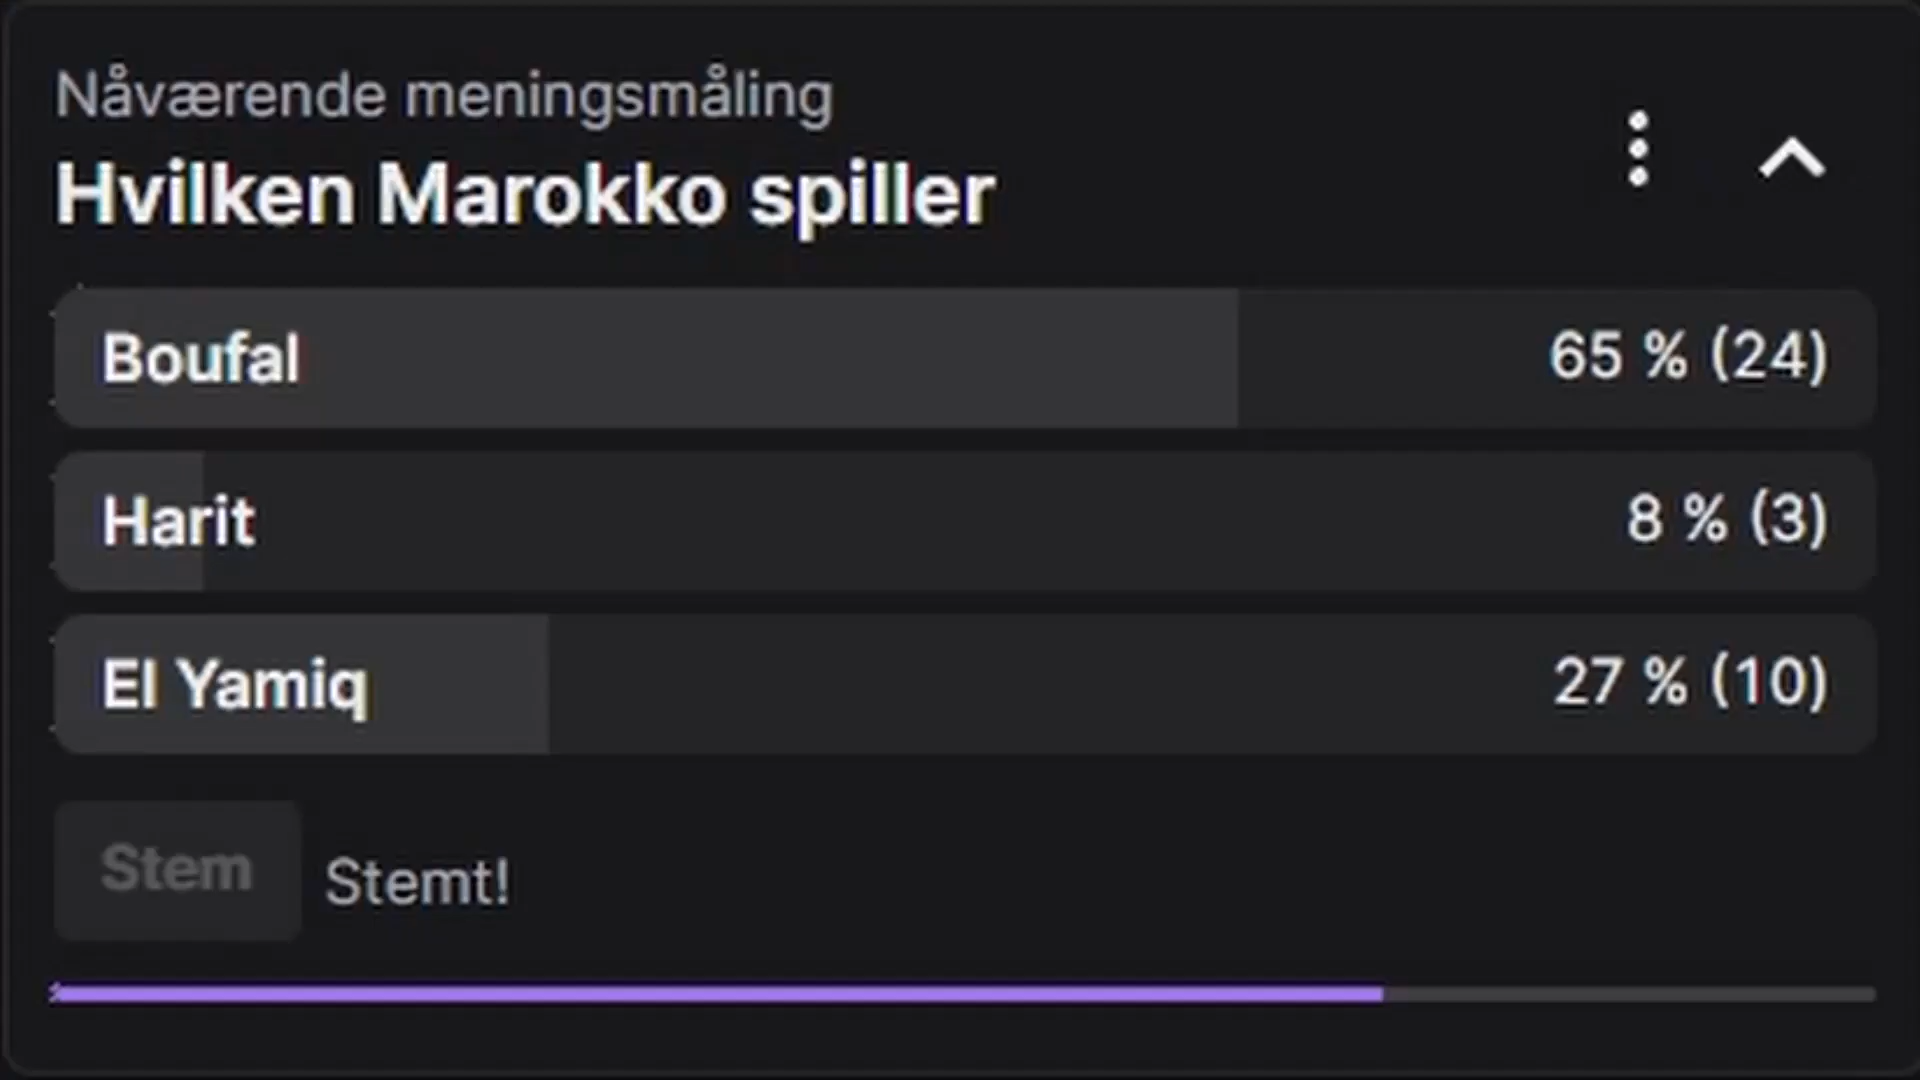 Nåværende meningsmåling
Hvilken Marokko spiller
Boufal 65 % (24)
Harit 8 % (3)
El Yamiq 27 % (10)
Stem Stemt!